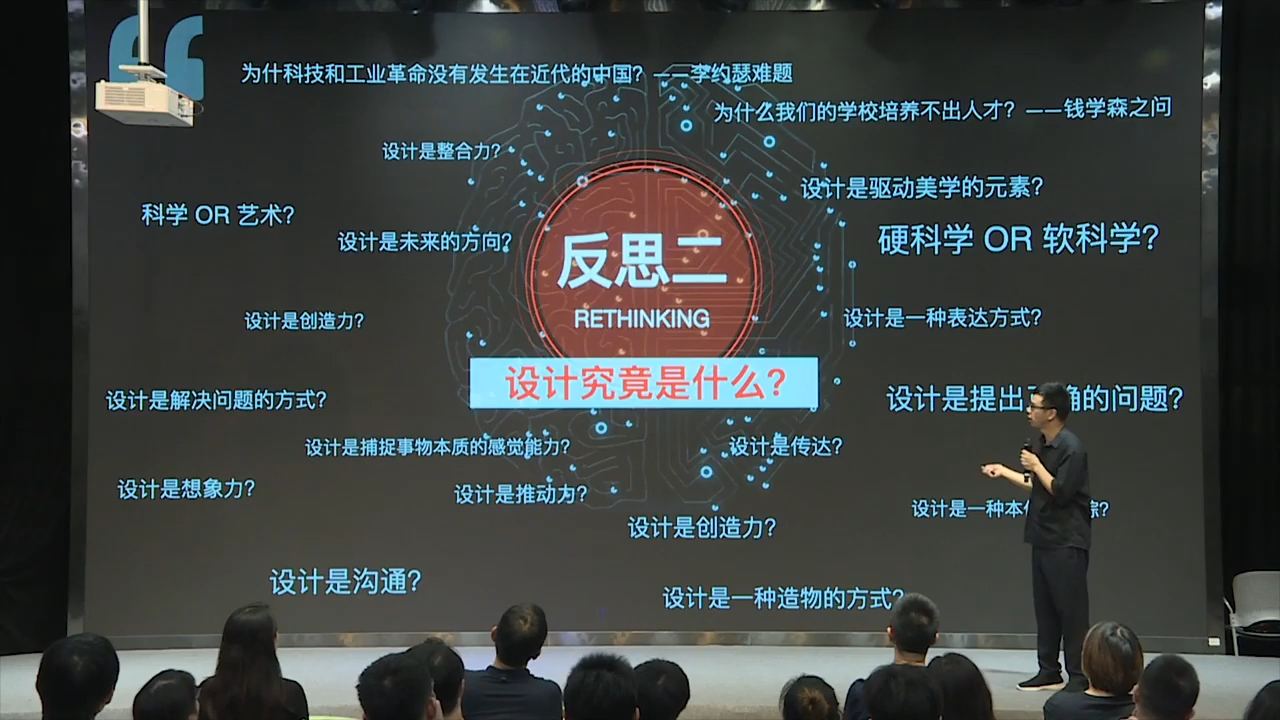 为什科技和工业革命没有发生在近代的中国？——李约瑟难题
为什么我们的学校培养不出人才？——钱学森之问
设计是整合力？
设计是驱动美学的元素？
科学 OR 艺术？
设计是未来的方向？
硬科学 OR 软科学？
反思二
RETHINKING
设计是创造力？
设计是一种表达方式？
设计究竟是什么？
设计是解决问题的方式？
设计是提出 确的问题？
设计是捕捉事物本质的感觉能力？
设计是传达？
设计是想象力？
设计是推动力？
设计是一种本
设计是创造力？
设计是沟通？
设计是一种造物的方式？